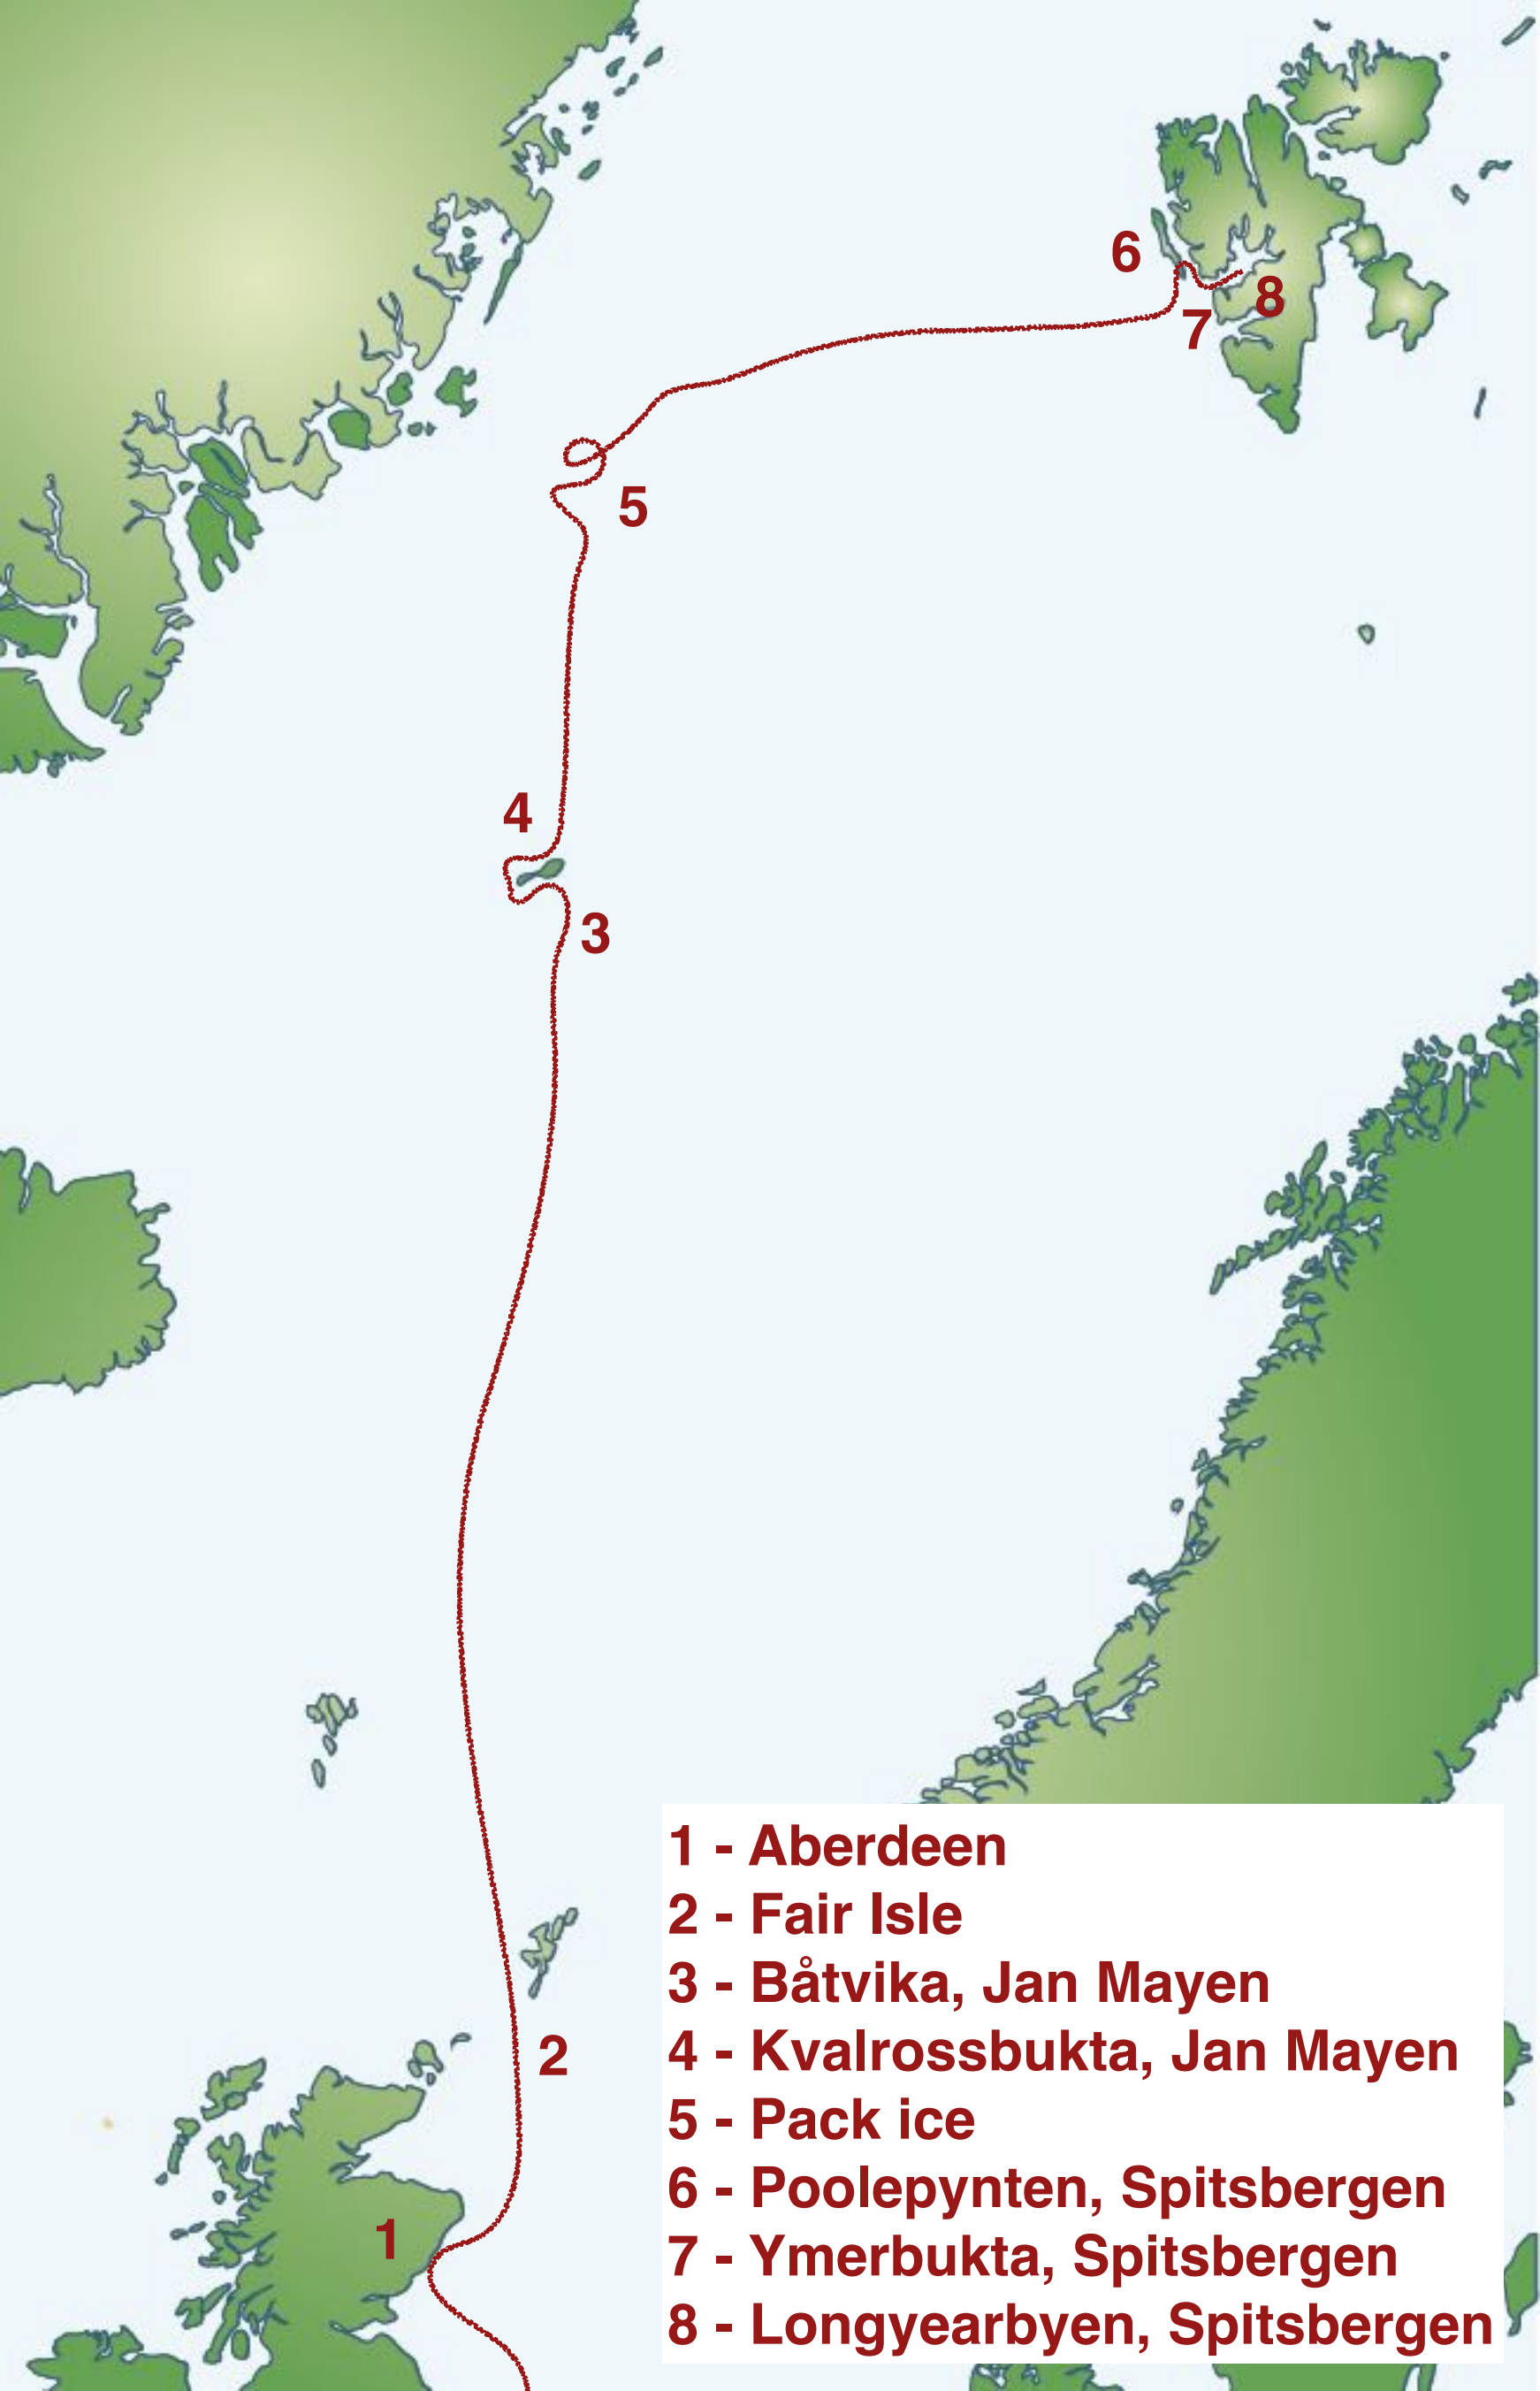 6
8
7
5
4
3
2
1
1 - Aberdeen
2 - Fair Isle
3 - Båtvika, Jan Mayen
4 - Kvalrossbukta, Jan Mayen
5 - Pack ice
6 - Poolepynten, Spitsbergen
7 - Ymerbukta, Spitsbergen
8 - Longyearbyen, Spitsbergen